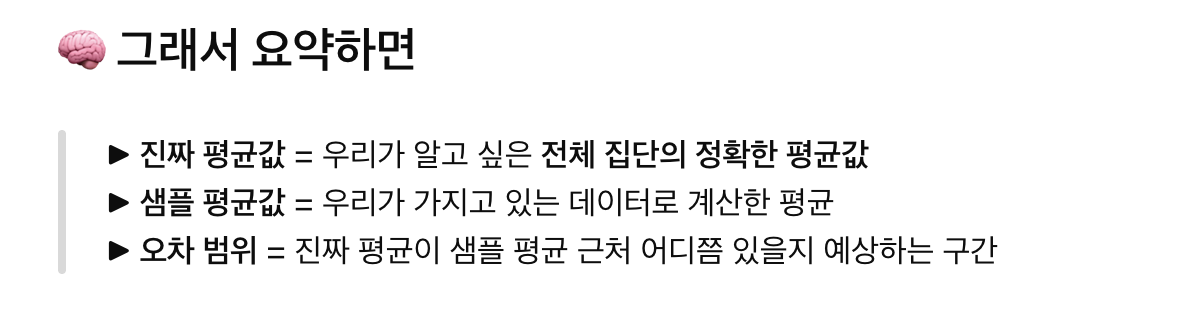 🧠 그래서 요약하면
▶ 진짜 평균값 = 우리가 알고 싶은 전체 집단의 정확한 평균값
▶ 샘플 평균값 = 우리가 가지고 있는 데이터로 계산한 평균
▶ 오차 범위 = 진짜 평균이 샘플 평균 근처 어디쯤 있을지 예상하는 구간